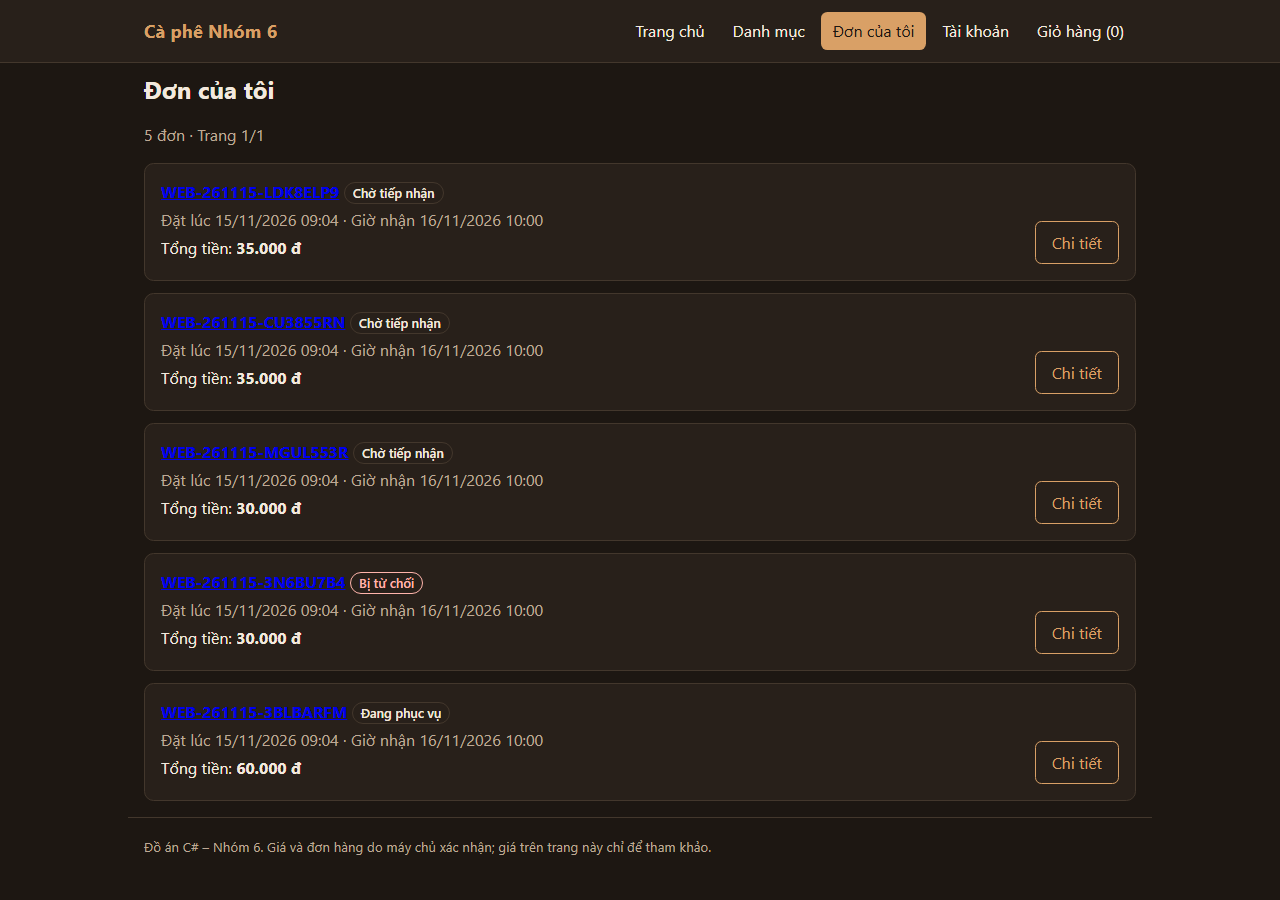 Cà phê Nhóm 6
Trang chủ Danh mục Đơn của tôi Tài khoản Giỏ hàng (0)
Đơn của tôi
5 đơn · Trang 1/1
WEB-261115-LDK8ELP9 Chờ tiếp nhận
Đặt lúc 15/11/2026 09:04 · Giờ nhận 16/11/2026 10:00
Tổng tiền: 35.000 đ
Chi tiết
WEB-261115-CU38S5RN Chờ tiếp nhận
Đặt lúc 15/11/2026 09:04 · Giờ nhận 16/11/2026 10:00
Tổng tiền: 35.000 đ
Chi tiết
Chờ tiếp nhận
Đặt lúc 15/11/2026 09:04 · Giờ nhận 16/11/2026 10:00
Tổng tiền: 30.000 đ
Chi tiết
WEB-261115-3N6BU7B4 Bị từ chối
Đặt lúc 15/11/2026 09:04 · Giờ nhận 16/11/2026 10:00
Tổng tiền: 30.000 đ
Chi tiết
WEB-261115-3BLBARFM Đang phục vụ
Đặt lúc 15/11/2026 09:04 · Giờ nhận 16/11/2026 10:00
Tổng tiền: 60.000 đ
Chi tiết
Đồ án C# – Nhóm 6. Giá và đơn hàng do máy chủ xác nhận; giá trên trang này chỉ để tham khảo.